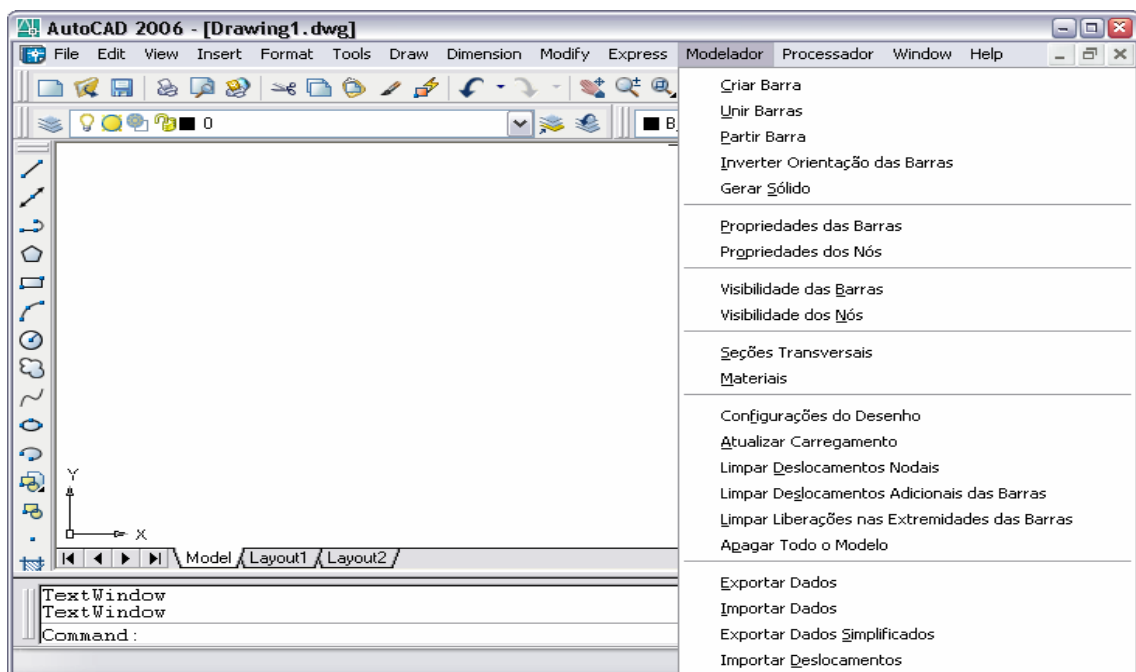 AutoCAD 2006 - [Drawing1.dwg]
File Edit View Insert Format Tools Draw Dimension Modify Express Modelador Processador Window Help
0
B
Criar Barra
Unir Barras
Partir Barra
Inverter Orientação das Barras
Gerar Sólido
Propriedades das Barras
Propriedades dos Nós
Visibilidade das Barras
Visibilidade dos Nós
Seções Transversais
Materiais
Configurações do Desenho
Atualizar Carregamento
Limpar Deslocamentos Nodais
Limpar Deslocamentos Adicionais das Barras
Limpar Liberações nas Extremidades das Barras
Apagar Todo o Modelo
Exportar Dados
Importar Dados
Exportar Dados Simplificados
Importar Deslocamentos
Y
X
Model Layout1 Layout2
TextWindow
TextWindow
Command: